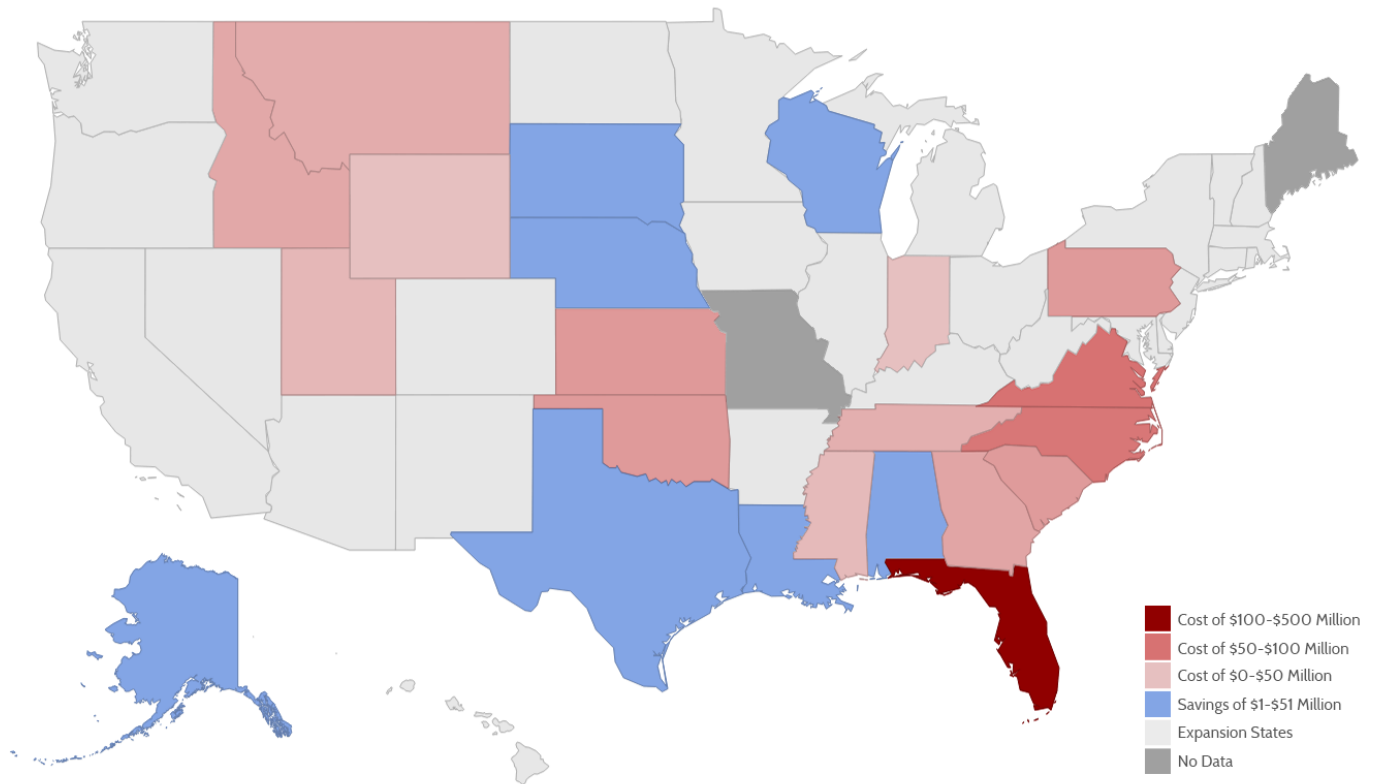 Cost of $100-$500 Million
Cost of $50-$100 Million
Cost of $0-$50 Million
Savings of $1-$51 Million
Expansion States
No Data